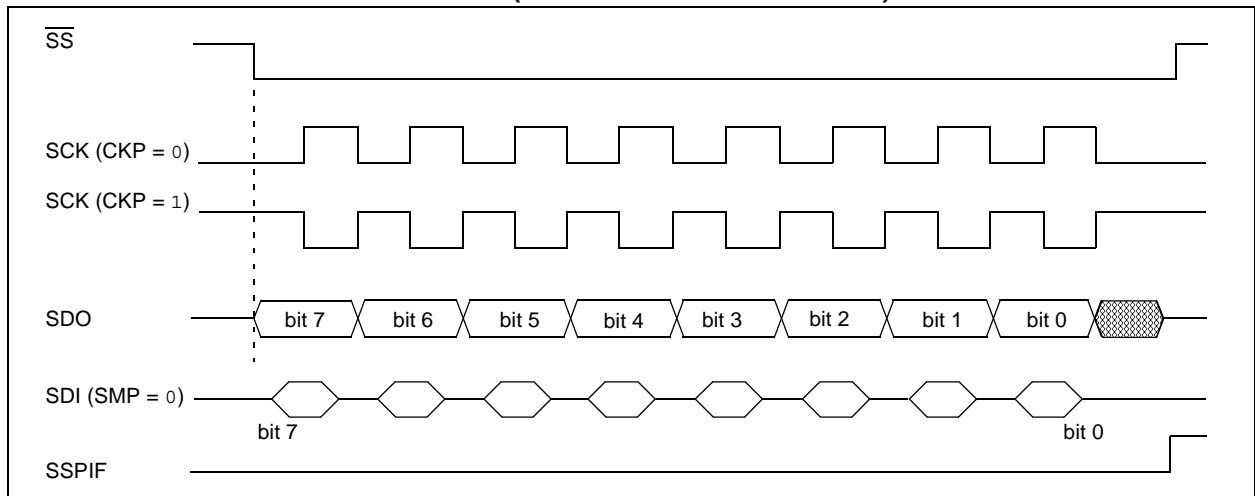 SS
SCK (CKP = 0)
SCK (CKP = 1)
SDO
bit 7
bit 6
bit 5
bit 4
bit 3
bit 2
bit 1
bit 0
SDI (SMP = 0)
bit 7
bit 0
SSPIF